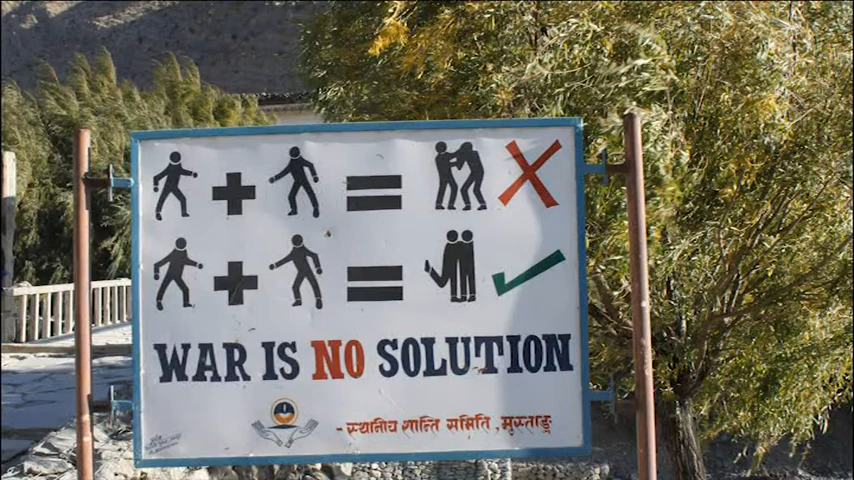 WAR IS NO SOLUTION
- स्थानीय शान्ति समिति, मुस्ताङ्ग